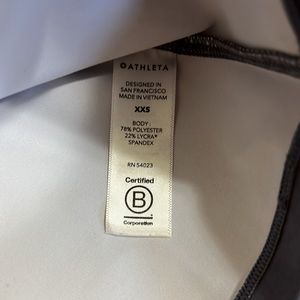 ATHLETA
DESIGNED IN
SAN FRANCISCO
MADE IN VIETNAM
XXS
BODY:
78% POLYESTER
22% LYCRA®
SPANDEX
RN 54023
Certified
B
Corporation